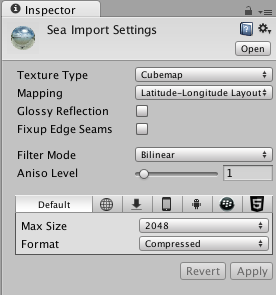 Inspector
Sea Import Settings
Open
Texture Type Cubemap
Mapping Latitude-Longitude Layout
Glossy Reflection
Fixup Edge Seams
Filter Mode Bilinear
Aniso Level 1
Default
Max Size 2048
Format Compressed
Revert Apply